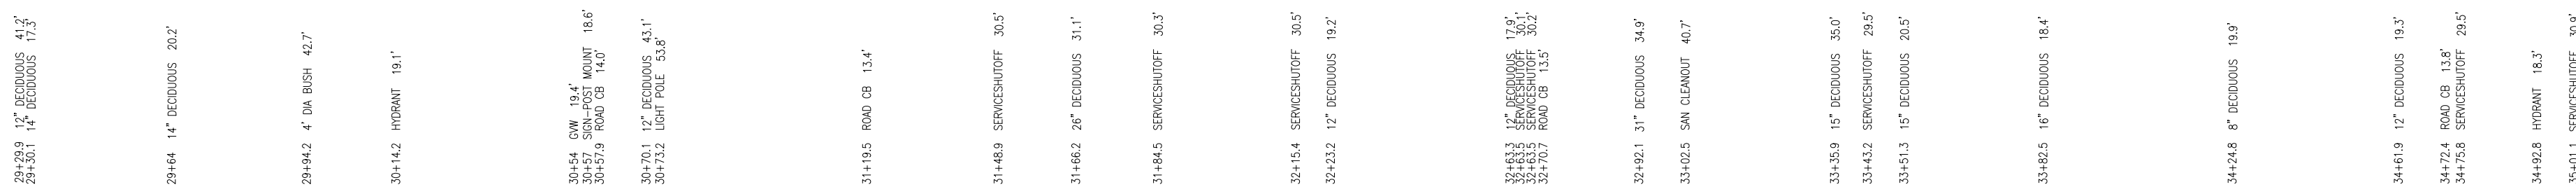 29+29.9 12" DECIDUOUS 41.2'
29+30.1 14" DECIDUOUS 17.3'
29+64 14" DECIDUOUS 20.2'
29+94.2 4' DIA BUSH 42.7'
30+14.2 HYDRANT 19.1'
30+54 GVW 19.4'
30+57 SIGN-POST MOUNT 18.6'
30+57.9 ROAD CB 14.0'
30+70.1 12" DECIDUOUS 43.1'
30+73.2 LIGHT POLE 53.8'
31+19.5 ROAD CB 13.4'
31+48.9 SERVICESHUTOFF 30.5'
31+66.2 26" DECIDUOUS 31.1'
31+84.5 SERVICESHUTOFF 30.3'
32+15.4 SERVICESHUTOFF 30.5'
32+23.2 12" DECIDUOUS 19.2'
32+63.3 12" DECIDUOUS 17.9'
32+63.5 SERVICESHUTOFF 30.1'
32+63.5 SERVICESHUTOFF 30.2'
32+70.7 ROAD CB 13.5'
32+92.1 31" DECIDUOUS 34.9'
33+02.5 SAN CLEANOUT 40.7'
33+35.9 15" DECIDUOUS 35.0'
33+43.2 SERVICESHUTOFF 29.5'
33+51.3 15" DECIDUOUS 20.5'
33+82.5 16" DECIDUOUS 18.4'
34+24.8 8" DECIDUOUS 19.9'
34+61.9 12" DECIDUOUS 19.3'
34+72.4 ROAD CB 13.8'
34+75.8 SERVICESHUTOFF 29.5'
34+92.8 HYDRANT 18.3'
35+01.1 SERVICESHUTOFF 30.9'